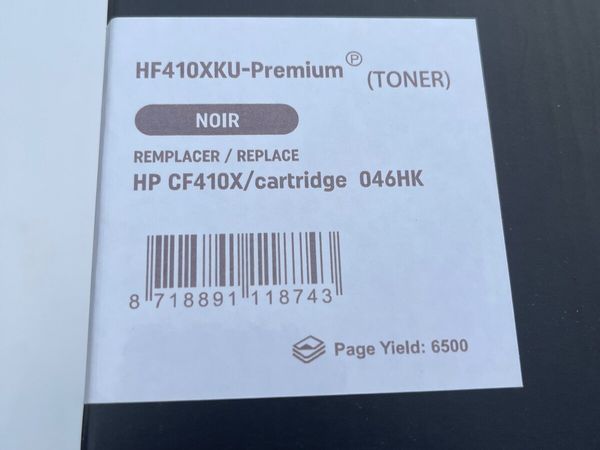 HF410XKU-Premium Ⓟ (TONER)
NOIR
REMPLACER / REPLACE
HP CF410X/cartridge 046HK
8 718891 118743
Page Yield: 6500